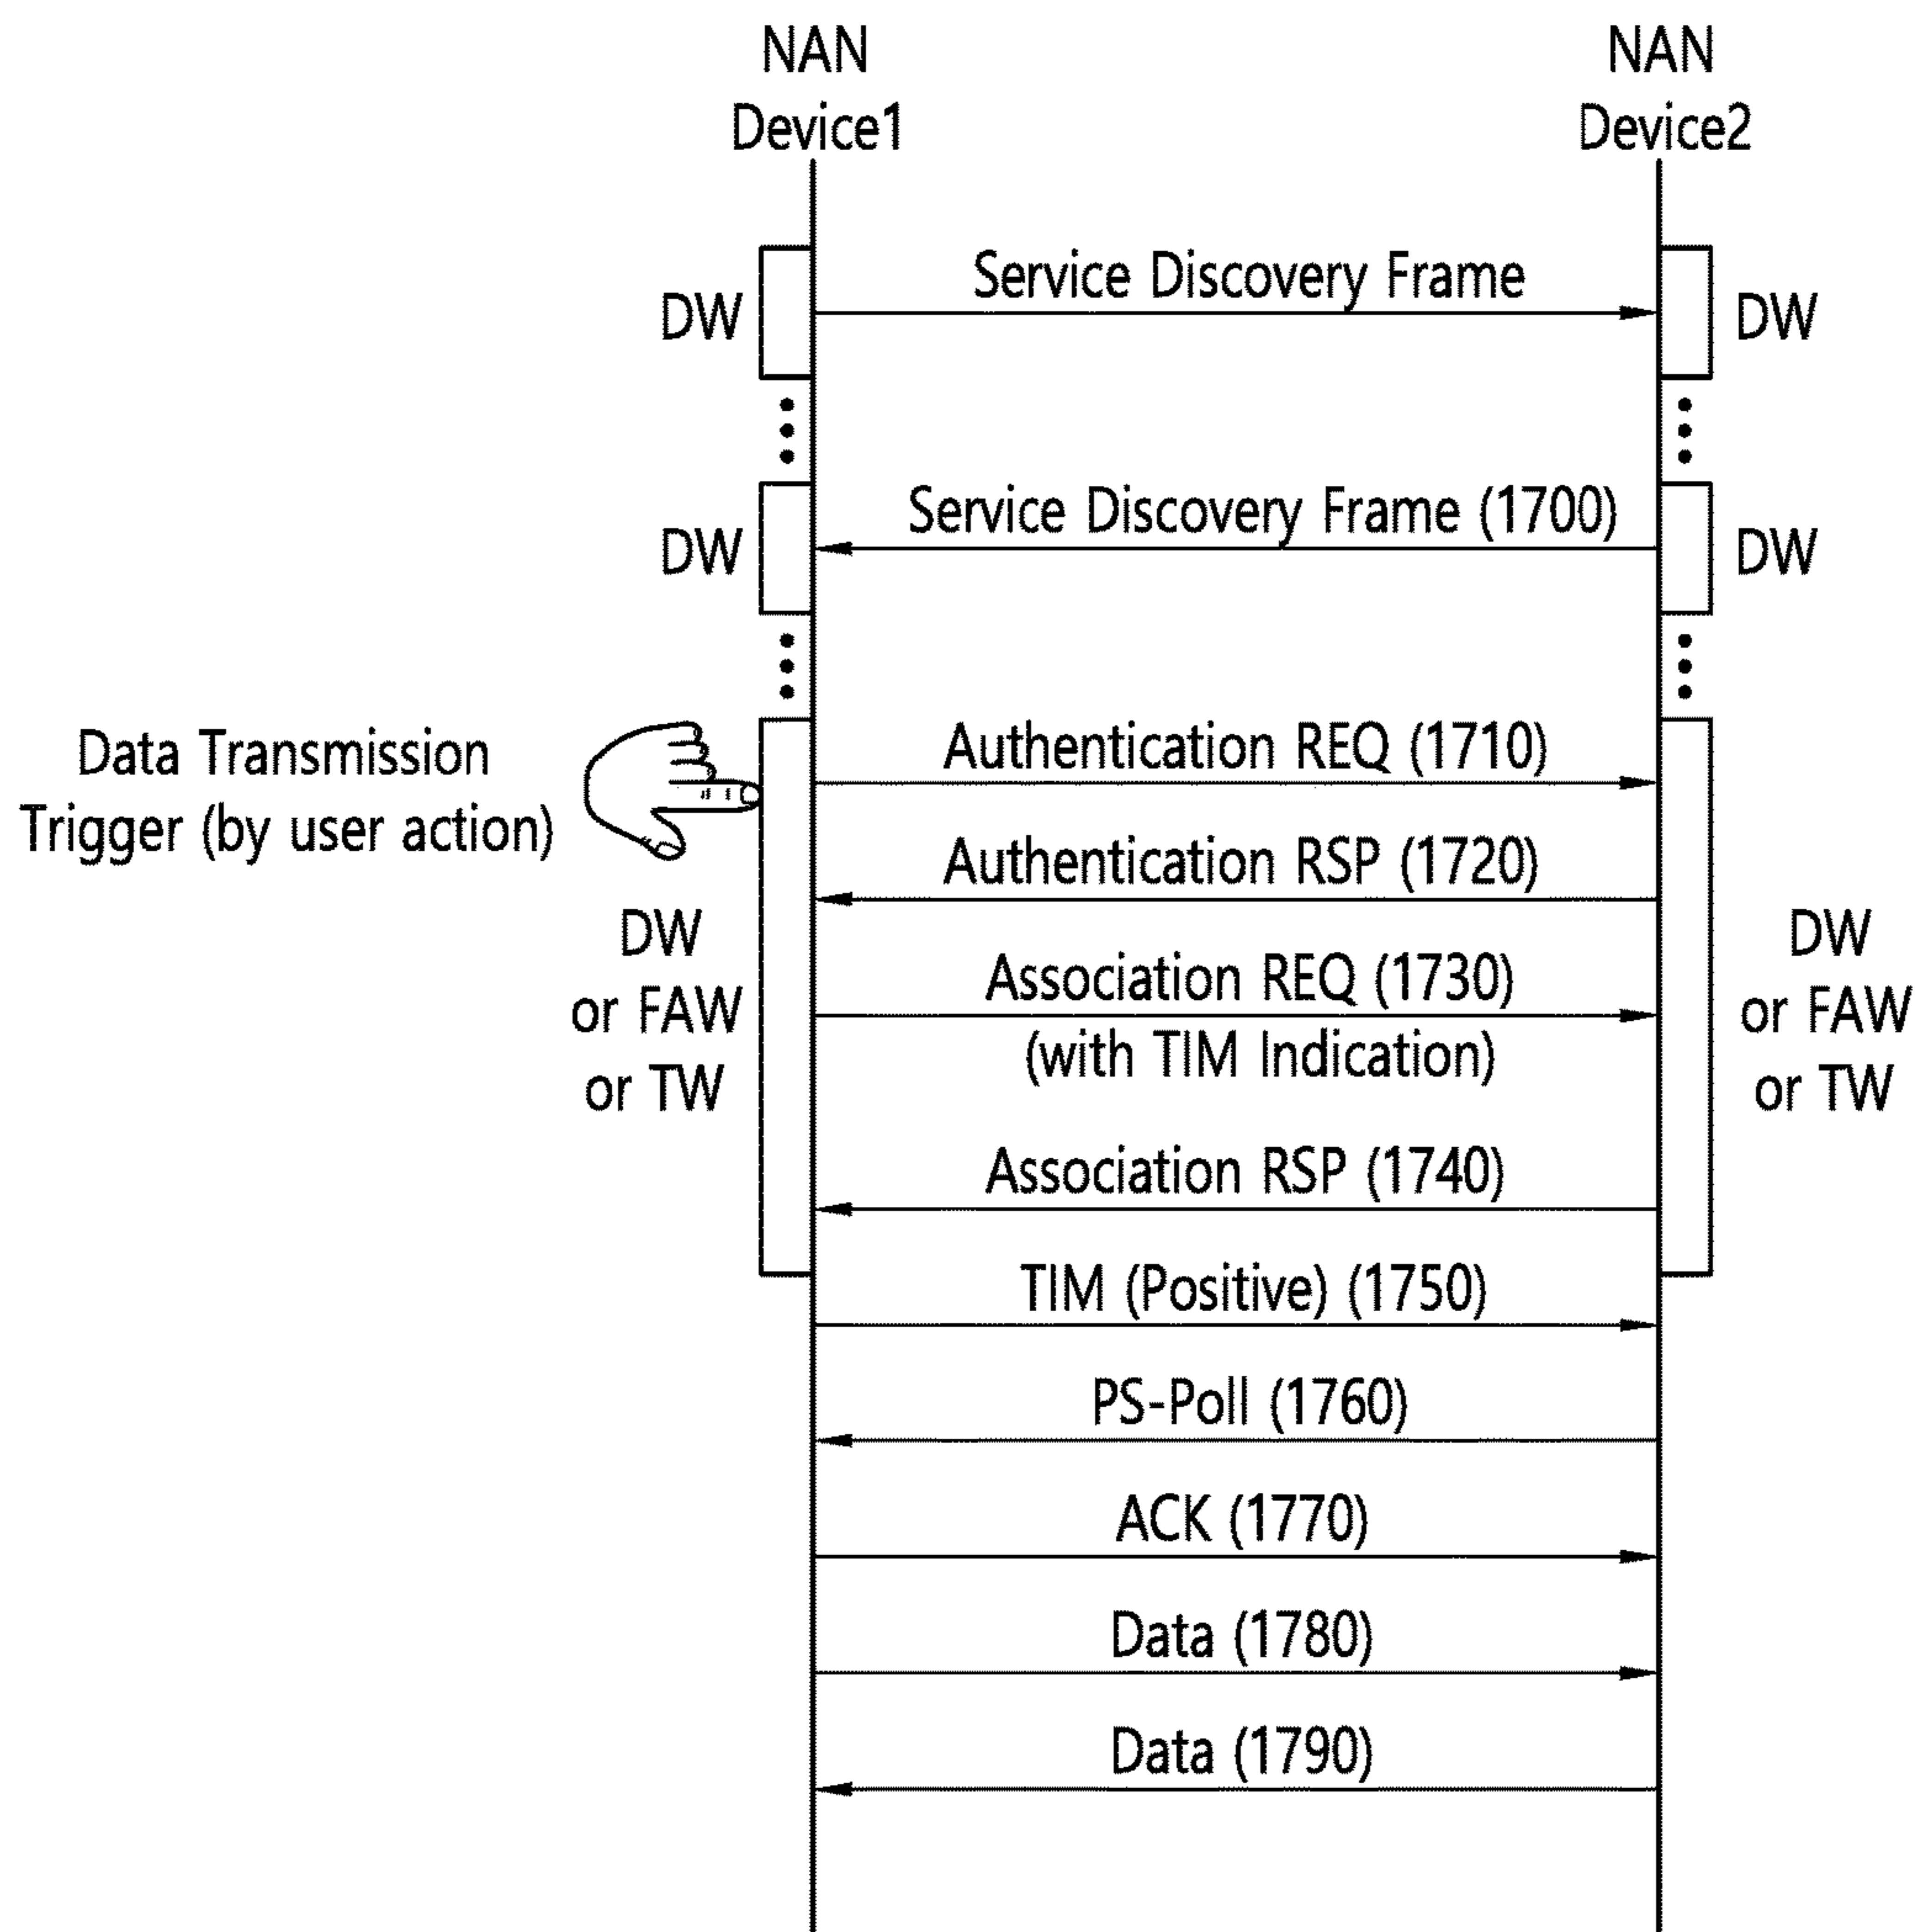 NAN
Device1
NAN
Device2
Service Discovery Frame
DW
DW
Service Discovery Frame (1700)
DW
DW
Data Transmission
Trigger (by user action)
Authentication REQ (1710)
Authentication RSP (1720)
DW
or FAW
or TW
DW
or FAW
or TW
Association REQ (1730)
(with TIM Indication)
Association RSP (1740)
TIM (Positive) (1750)
PS-Poll (1760)
ACK (1770)
Data (1780)
Data (1790)